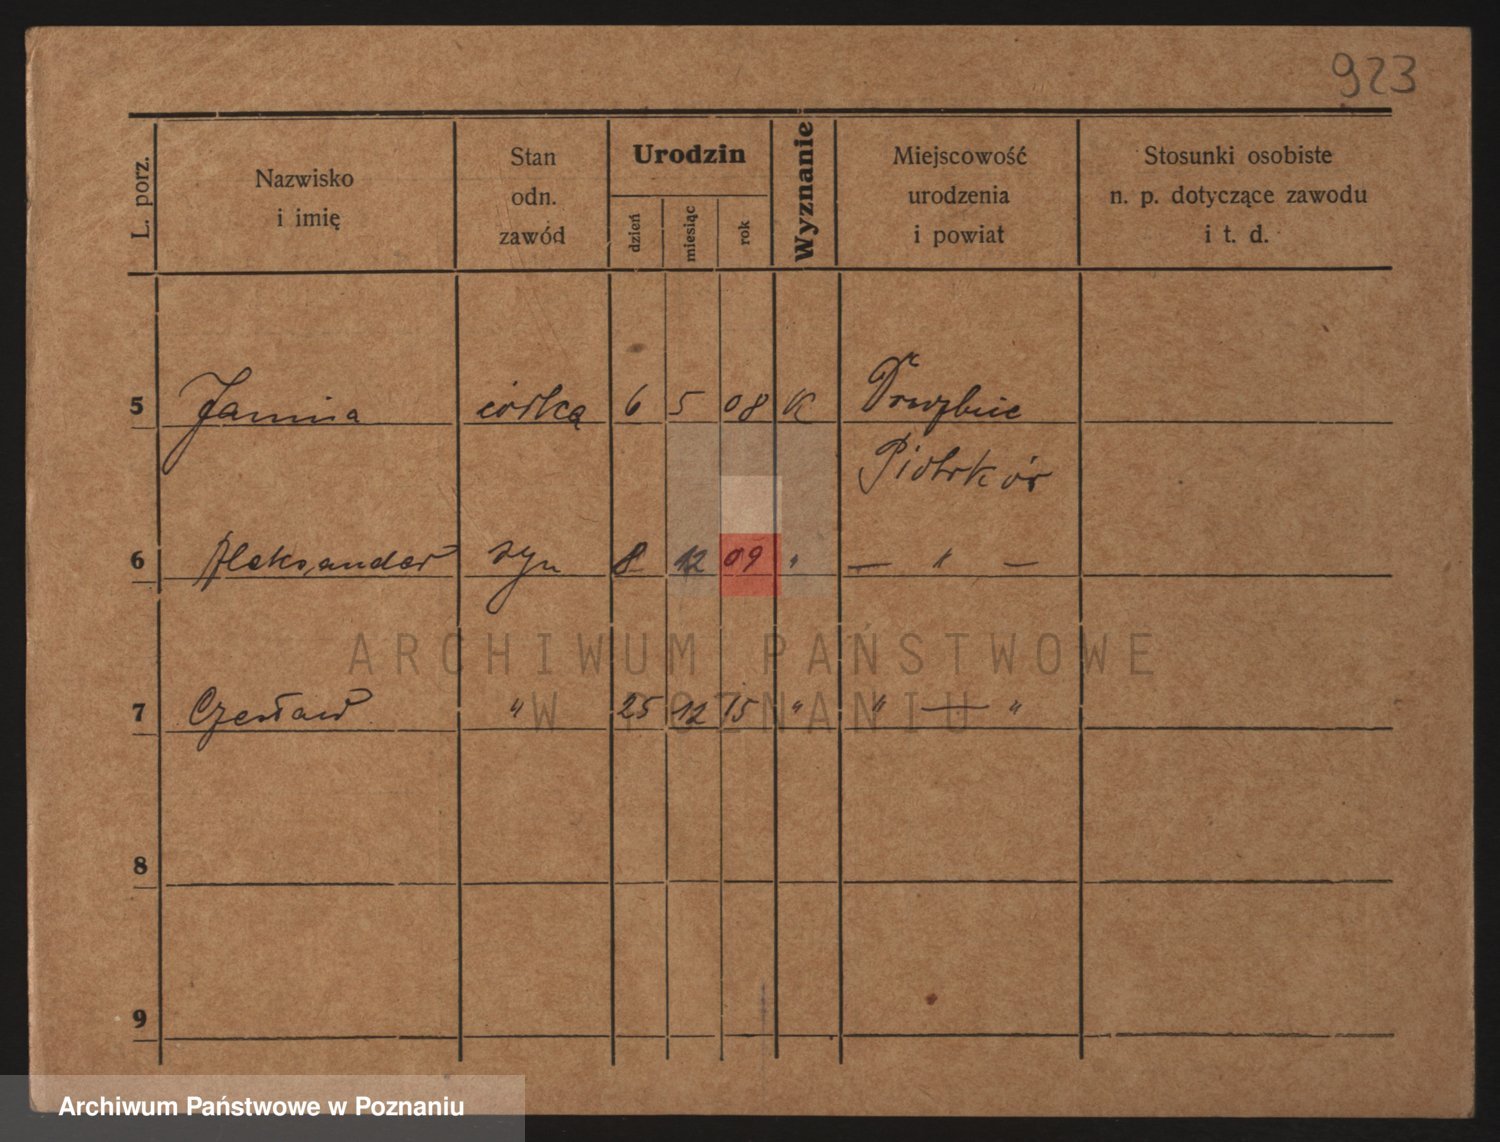 923
L. porz.
Nazwisko
i imię
Stan
odn.
zawód
Urodzin
dzień
miesiąc
rok
Wyznanie
Miejscowość
urodzenia
i powiat
Stosunki osobiste
n. p. dotyczące zawodu
i t. d.
5 Janina córka 6 5 08 K
Piotrków
6 Aleksander syn 8 12 09 " — " —
7 Czesław " 25 12 15 " " — "
8
9
ARCHIWUM PAŃSTWOWE
W POZNANIU
Archiwum Państwowe w Poznaniu